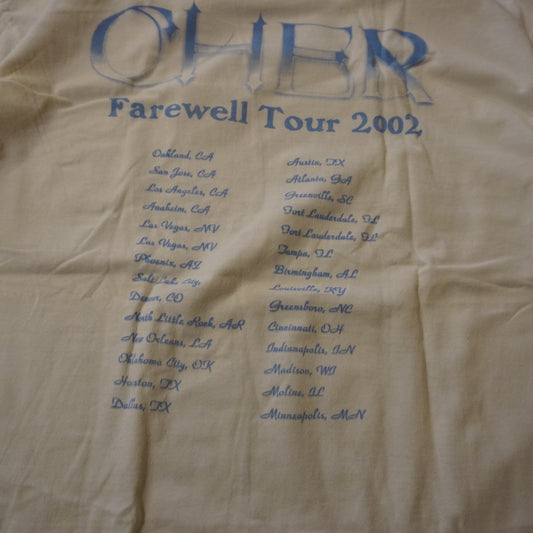 CHER
Farewell Tour 2002
Oakland, CA
San Jose, CA
Los Angeles, CA
Anaheim, CA
Las Vegas, NV
Las Vegas, NV
Phoenix, AZ
Salt Lake City,
Denver, CO
North Little Rock, AR
New Orleans, LA
Oklahoma City, OK
Houston, TX
Dallas, TX
Austin, TX
Atlanta, GA
Greenville, SC
Fort Lauderdale, FL
Fort Lauderdale, FL
Tampa, FL
Birmingham, AL
Louisville, KY
Greensboro, NC
Cincinnati, OH
Indianapolis, IN
Madison, WI
Moline, IL
Minneapolis, MN